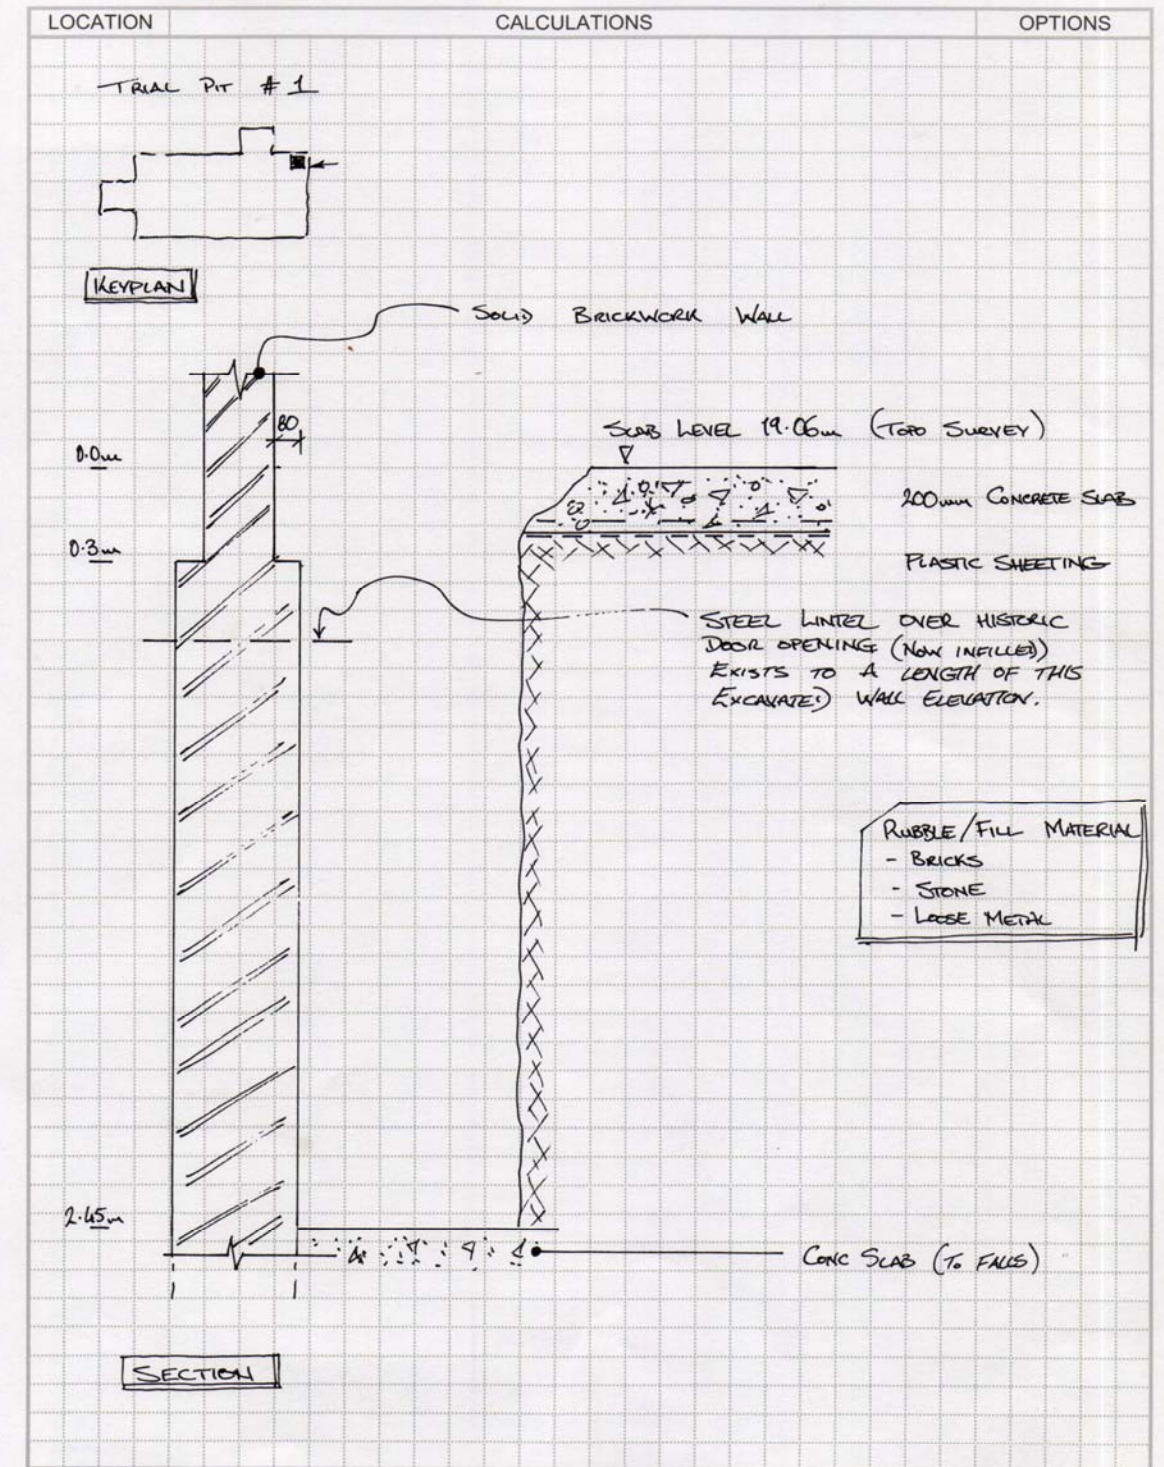 LOCATION CALCULATIONS OPTIONS
TRIAL PIT # 1
KEYPLAN
SOLID BRICKWORK WALL
80
SLAB LEVEL 19.06m (TOPO SURVEY)
0.0m
200mm CONCRETE SLAB
0.3m
PLASTIC SHEETING
STEEL LINTEL OVER HISTORIC
DOOR OPENING (NOW INFILLED)
EXISTS TO A LENGTH OF THIS
EXCAVATED WALL ELEVATION.
RUBBLE/FILL MATERIAL
- BRICKS
- STONE
- LOOSE METAL
2.45m
CONC SLAB (TO FALLS)
SECTION